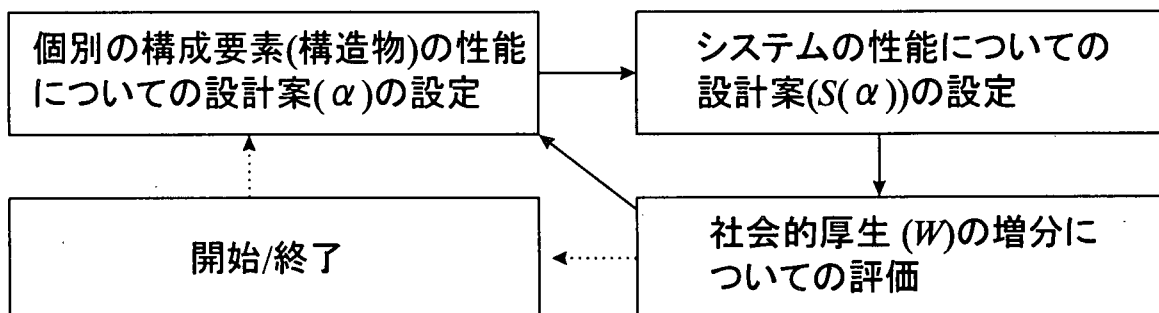 個別の構成要素(構造物)の性能
についての設計案(α)の設定
システムの性能についての
設計案(S(α))の設定
開始/終了
社会的厚生 (W)の増分に
ついての評価